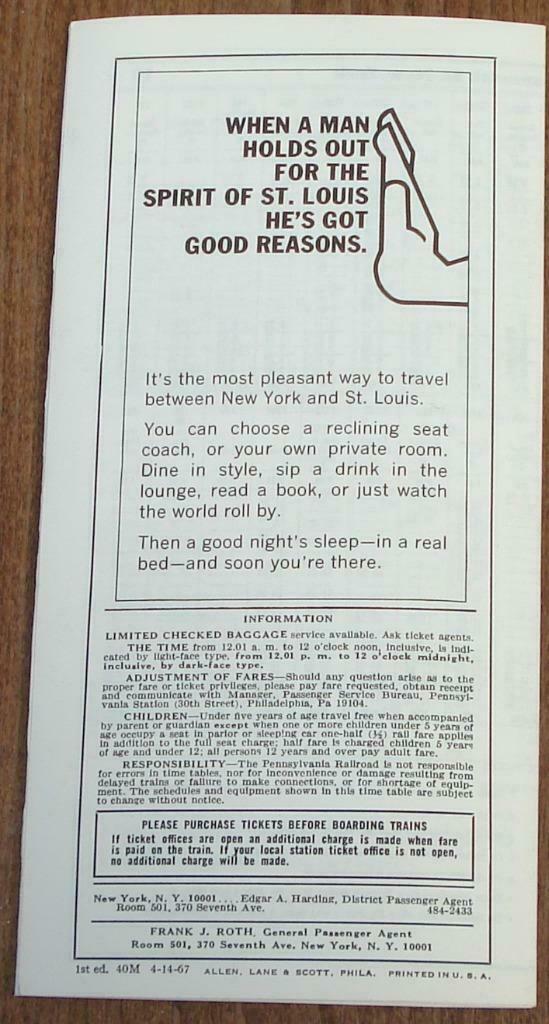 WHEN A MAN
HOLDS OUT
FOR THE
SPIRIT OF ST. LOUIS
HE'S GOT
GOOD REASONS.
It's the most pleasant way to travel
between New York and St. Louis.
You can choose a reclining seat
coach, or your own private room.
Dine in style, sip a drink in the
lounge, read a book, or just watch
the world roll by.
Then a good night's sleep—in a real
bed—and soon you're there.
INFORMATION
LIMITED CHECKED BAGGAGE service available. Ask ticket agents.
THE TIME from 12.01 a. m. to 12 o'clock noon, inclusive, is indi-
cated by light-face type, from 12.01 p. m. to 12 o'clock midnight,
inclusive, by dark-face type.
ADJUSTMENT OF FARES—Should any question arise as to the
proper fare or ticket privileges, please pay fare requested, obtain receipt
and communicate with Manager, Passenger Service Bureau, Pennsyl-
vania Station (30th Street), Philadelphia, Pa 19104.
CHILDREN—Under five years of age travel free when accompanied
by parent or guardian except when one or more children under 5 years of
age occupy a seat in parlor or sleeping car one-half (½) rail fare applies
in addition to the full seat charge; half fare is charged children 5 years
of age and under 12; all persons 12 years and over pay adult fare.
RESPONSIBILITY—The Pennsylvania Railroad is not responsible
for errors in time tables, nor for inconvenience or damage resulting from
delayed trains or failure to make connections, or for shortage of equip-
ment. The schedules and equipment shown in this time table are subject
to change without notice.
PLEASE PURCHASE TICKETS BEFORE BOARDING TRAINS
If ticket offices are open an additional charge is made when fare
is paid on the train. If your local station ticket office is not open,
no additional charge will be made.
New York, N. Y. 10001....Edgar A. Harding, District Passenger Agent
Room 501, 370 Seventh Ave. 484-2433
FRANK J. ROTH, General Passenger Agent
Room 501, 370 Seventh Ave. New York, N. Y. 10001
1st ed. 40M 4-14-67 ALLEN, LANE & SCOTT, PHILA. PRINTED IN U. S. A.